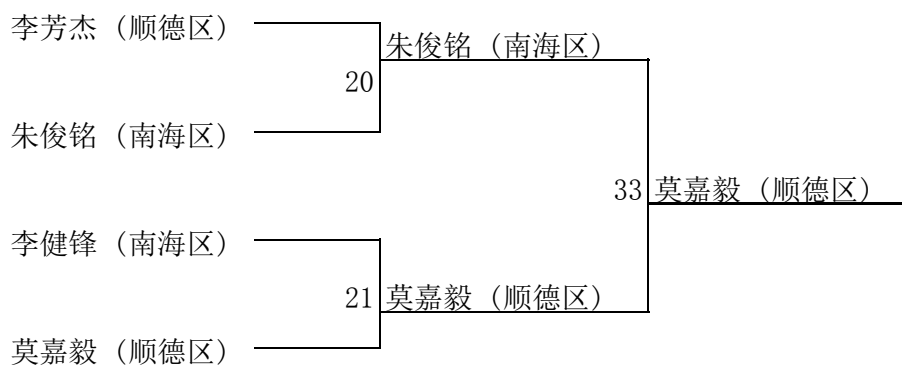 李芳杰（顺德区）
朱俊铭（南海区）
20
朱俊铭（南海区）
33 莫嘉毅（顺德区）
李健锋（南海区）
21 莫嘉毅（顺德区）
莫嘉毅（顺德区）